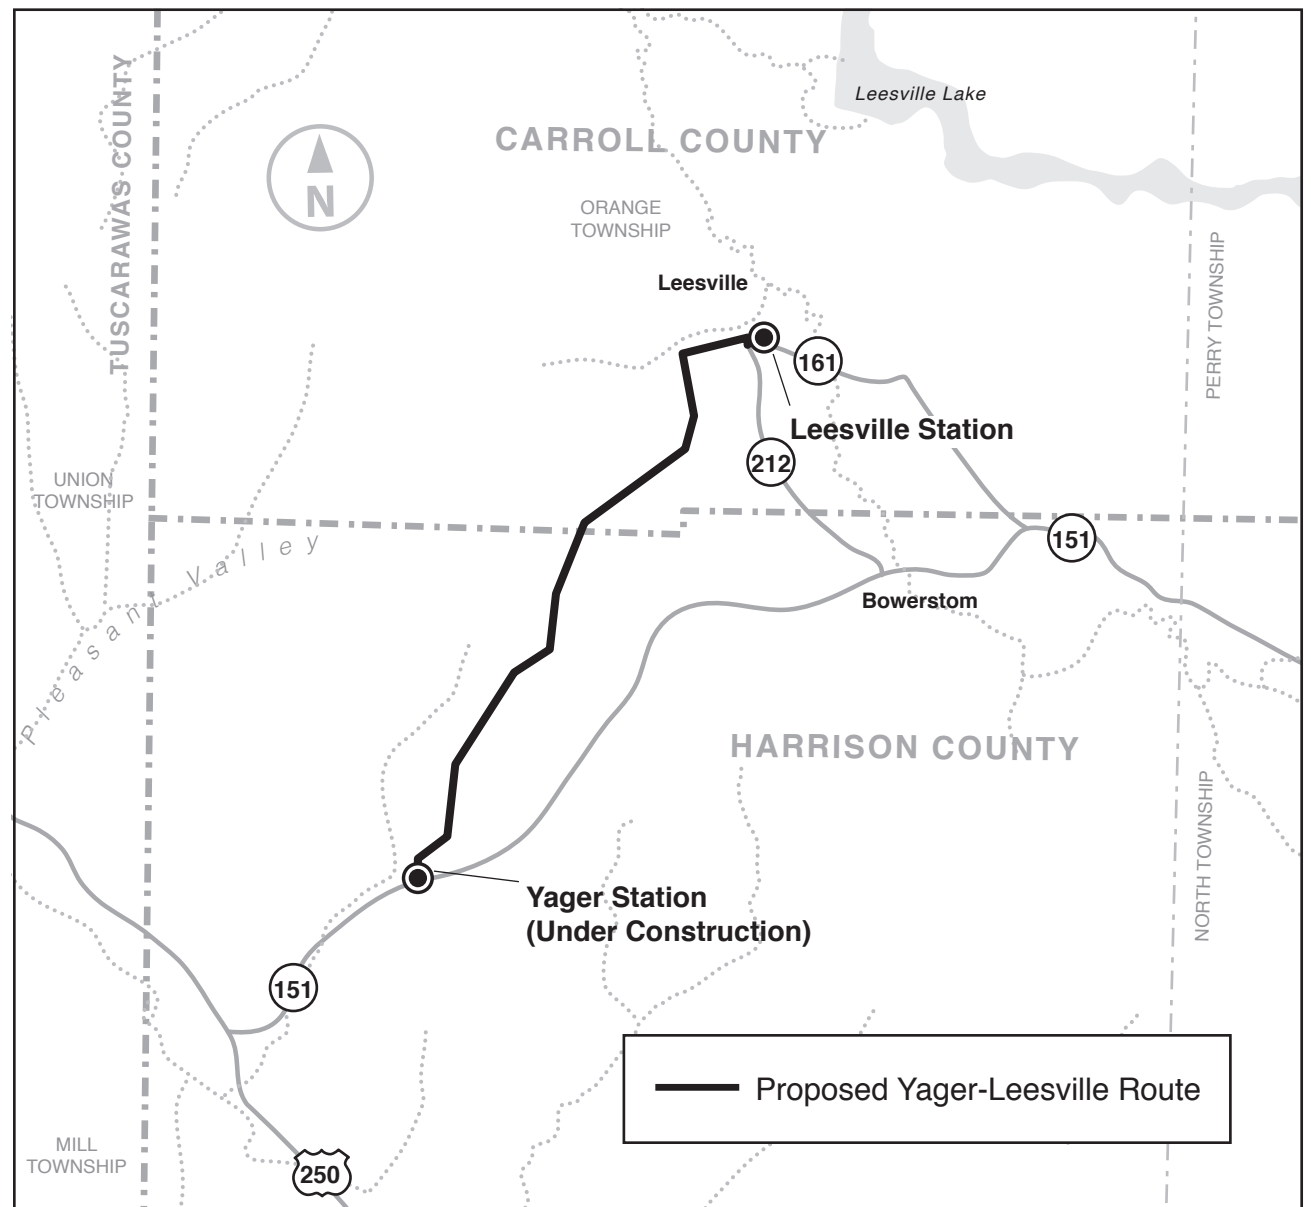 TUSCARAWAS COUNTY
Leesville Lake
CARROLL COUNTY
N
ORANGE
TOWNSHIP
PERRY TOWNSHIP
Leesville
161
Leesville Station
212
UNION
TOWNSHIP
151
Pleasant Valley
Bowerstom
HARRISON COUNTY
NORTH TOWNSHIP
Yager Station
(Under Construction)
151
Proposed Yager-Leesville Route
MILL
TOWNSHIP
250